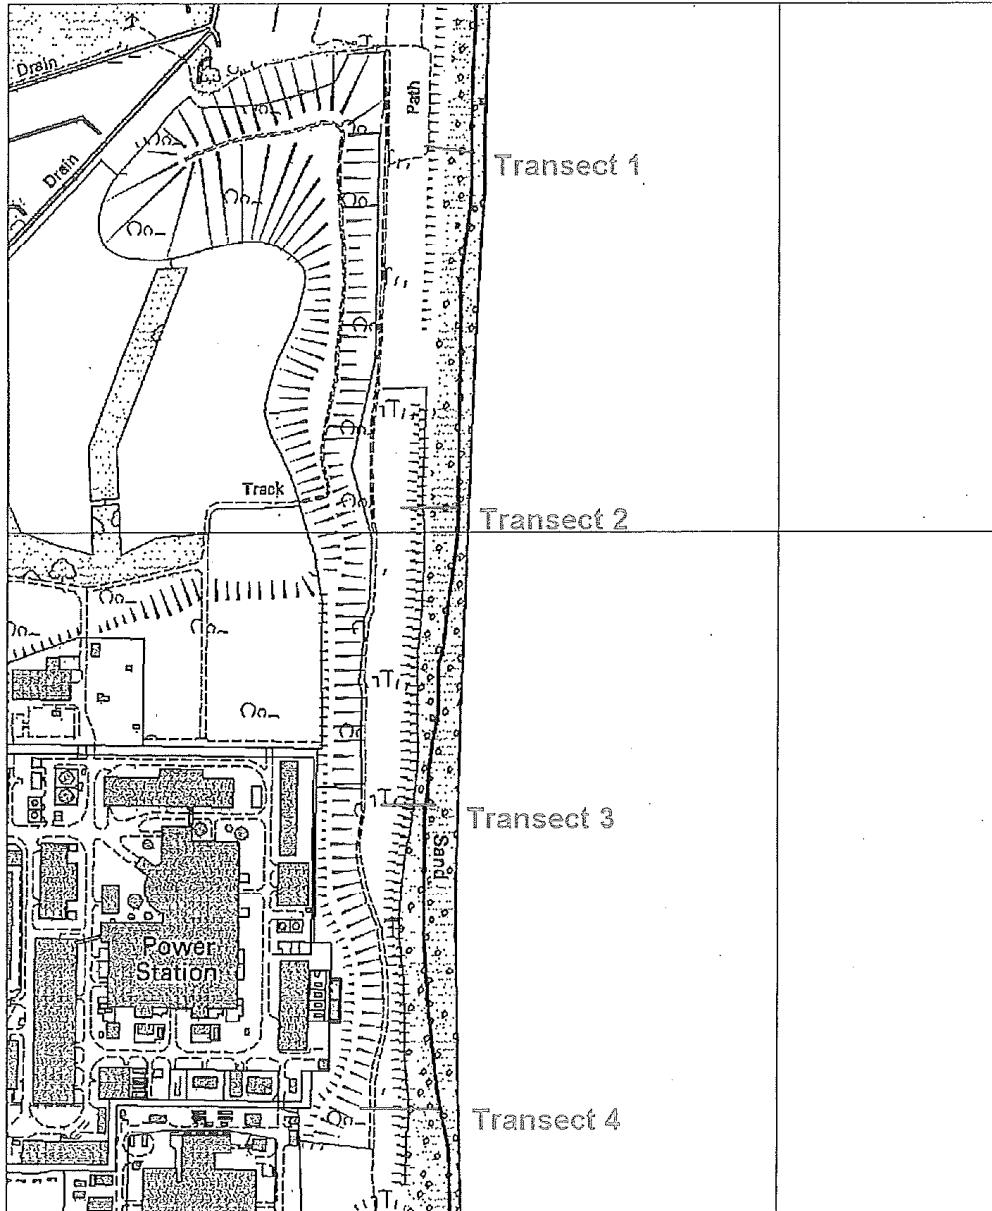 Drain
Path
Drain
Transect 1
Track
Transect 2
Transect 3
Sand
Power
Station
Transect 4